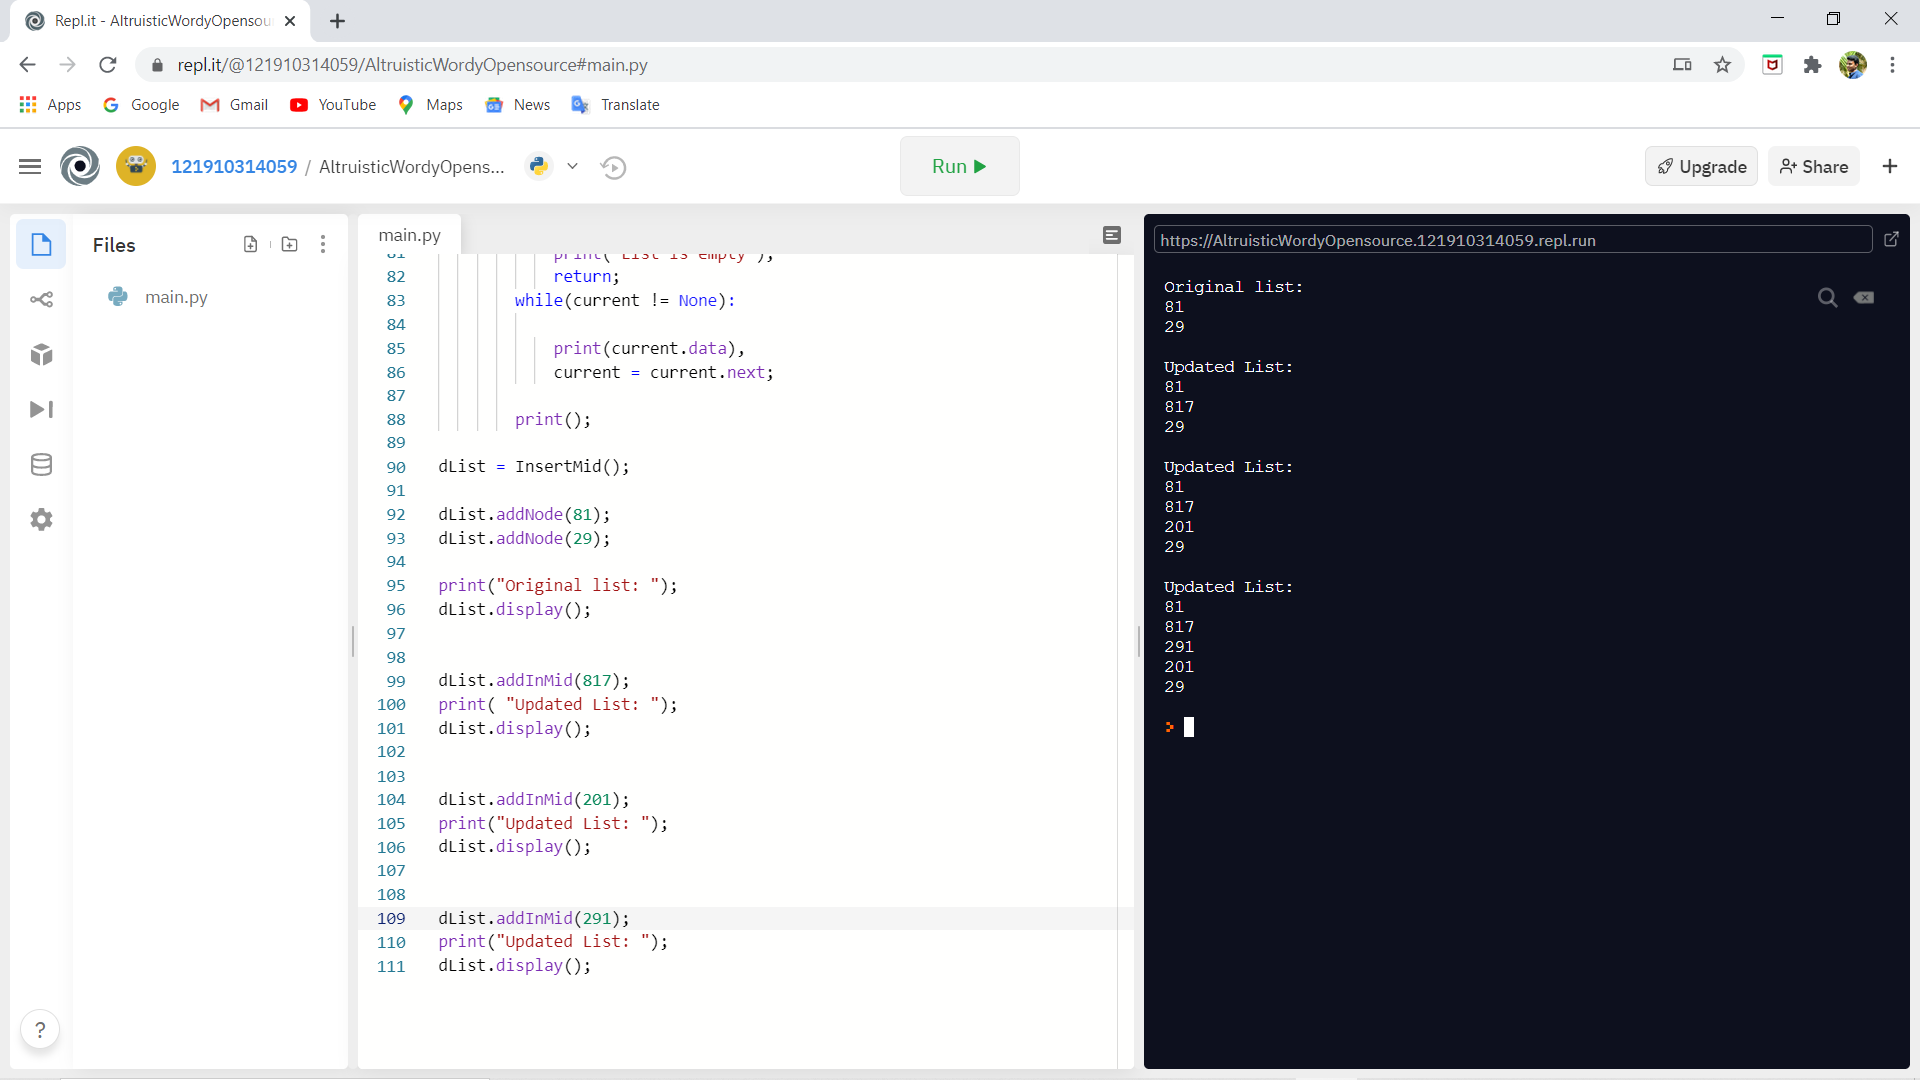 Repl.it - AltruisticWordyOpensou
repl.it/@121910314059/AltruisticWordyOpensource#main.py
Apps Google Gmail YouTube Maps News Translate
121910314059 / AltruisticWordyOpens... Run Upgrade Share
Files
main.py
main.py
81 print("List is empty");
82 return;
83 while(current != None):
84
85 print(current.data),
86 current = current.next;
87
88 print();
89
90 dList = InsertMid();
91
92 dList.addNode(81);
93 dList.addNode(29);
94
95 print("Original list: ");
96 dList.display();
97
98
99 dList.addInMid(817);
100 print( "Updated List: ");
101 dList.display();
102
103
104 dList.addInMid(201);
105 print("Updated List: ");
106 dList.display();
107
108
109 dList.addInMid(291);
110 print("Updated List: ");
111 dList.display();
?
https://AltruisticWordyOpensource.121910314059.repl.run
Original list:
81
29
Updated List:
81
817
29
Updated List:
81
817
201
29
Updated List:
81
817
291
201
29
>